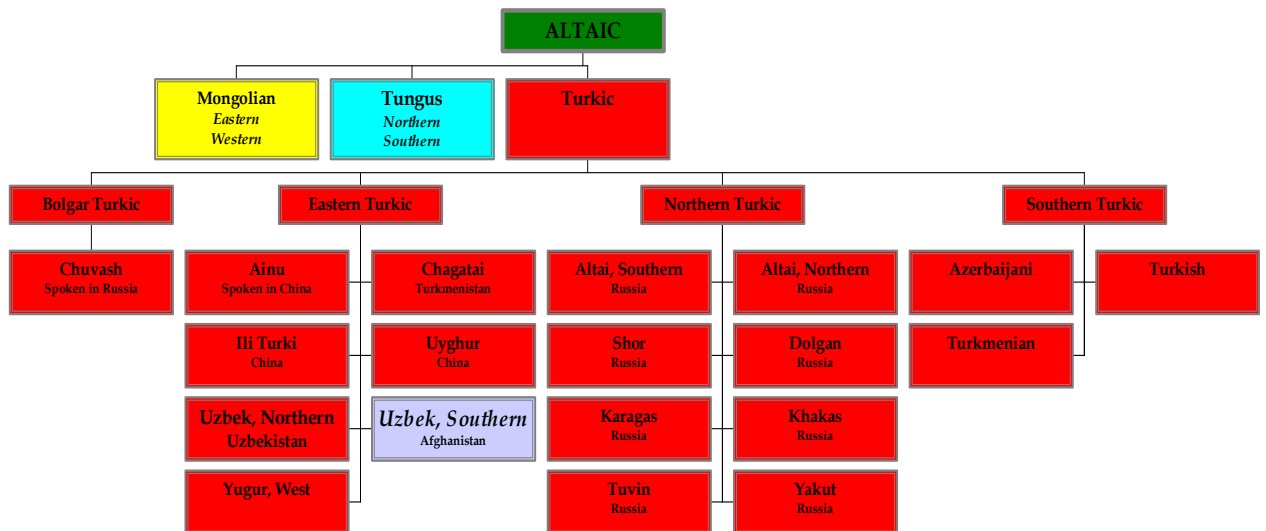 ALTAIC
Mongolian
Eastern
Western
Tungus
Northern
Southern
Turkic
Bolgar Turkic
Eastern Turkic
Northern Turkic
Southern Turkic
Chuvash
Spoken in Russia
Ainu
Spoken in China
Chagatai
Turkmenistan
Altai, Southern
Russia
Altai, Northern
Russia
Azerbaijani
Turkish
Ili Turki
China
Uyghur
China
Shor
Russia
Dolgan
Russia
Turkmenian
Uzbek, Northern
Uzbekistan
Uzbek, Southern
Afghanistan
Karagas
Russia
Khakas
Russia
Yugur, West
Tuvin
Russia
Yakut
Russia